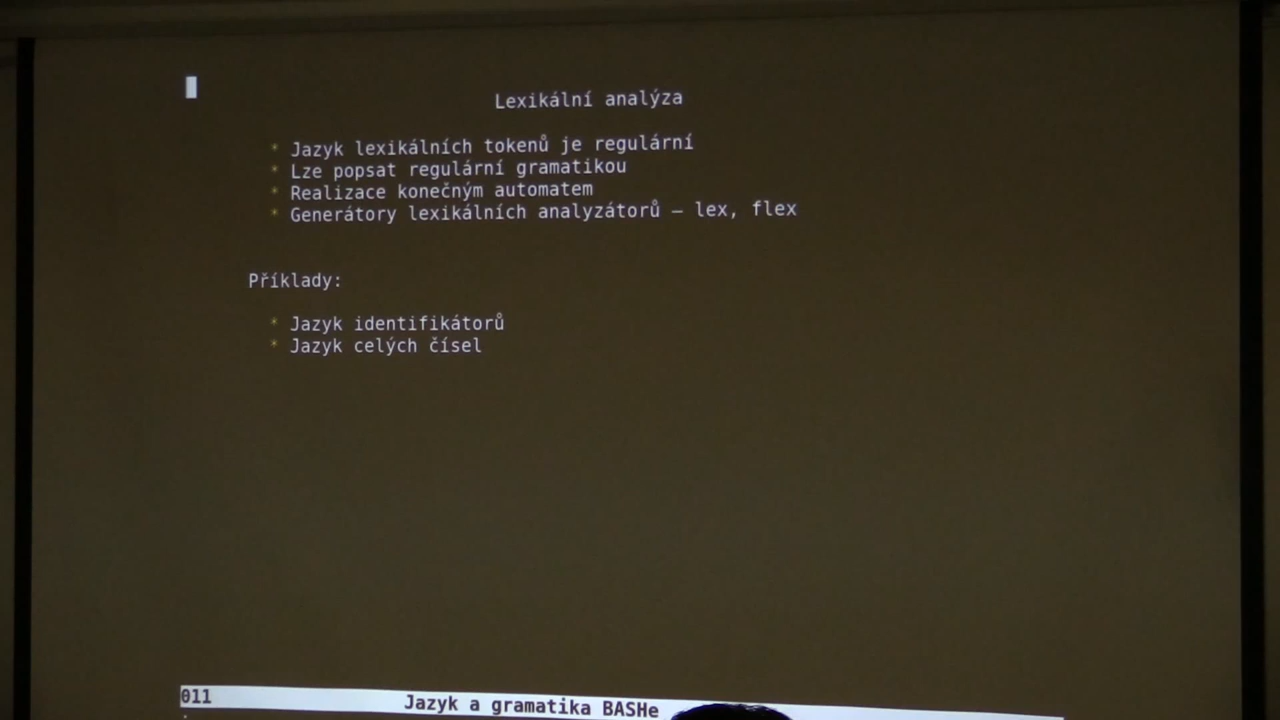 Lexikální analýza
* Jazyk lexikálních tokenů je regulární
* Lze popsat regulární gramatikou
* Realizace konečným automatem
* Generátory lexikálních analyzátorů – lex, flex
Příklady:
* Jazyk identifikátorů
* Jazyk celých čísel
011 Jazyk a gramatika BASHe